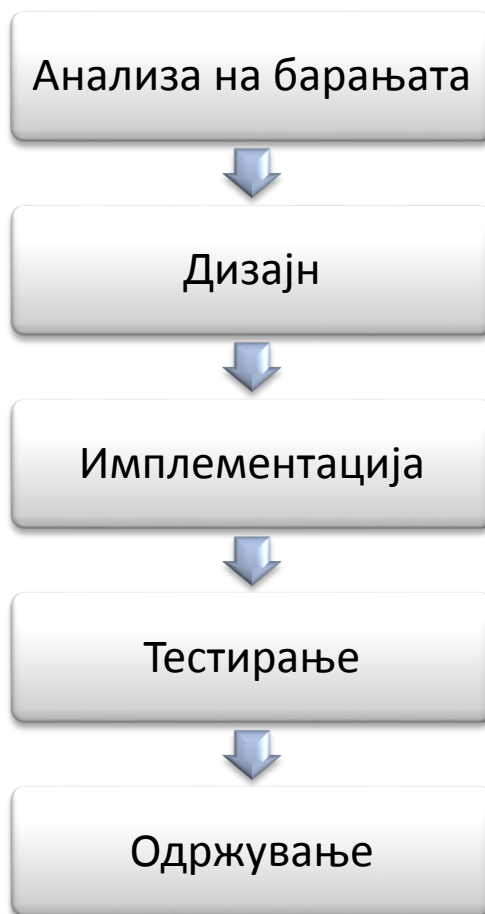 Анализа на барањата
Дизајн
Имплементација
Тестирање
Одржување